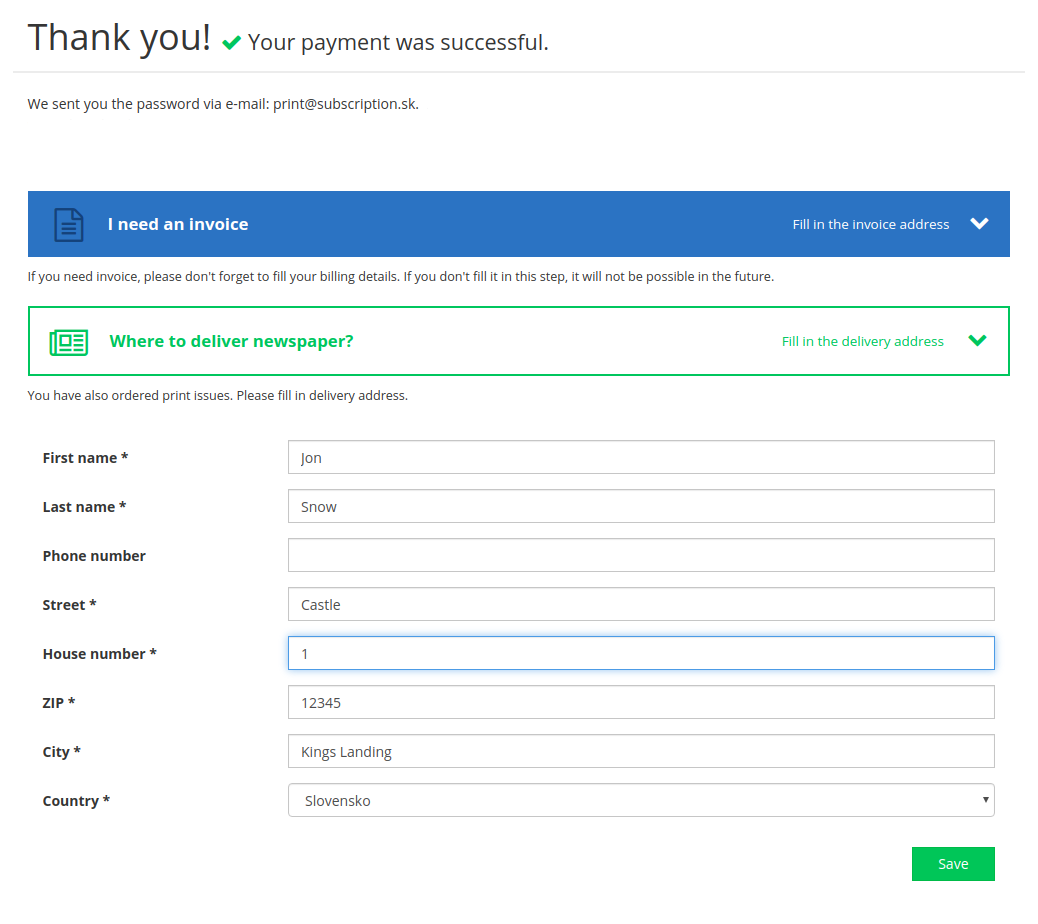 Thank you! Your payment was successful.
We sent you the password via e-mail: print@subscription.sk.
I need an invoice Fill in the invoice address
If you need invoice, please don't forget to fill your billing details. If you don't fill it in this step, it will not be possible in the future.
Where to deliver newspaper? Fill in the delivery address
You have also ordered print issues. Please fill in delivery address.
First name * Jon
Last name * Snow
Phone number
Street * Castle
House number * 1
ZIP * 12345
City * Kings Landing
Country * Slovensko
Save